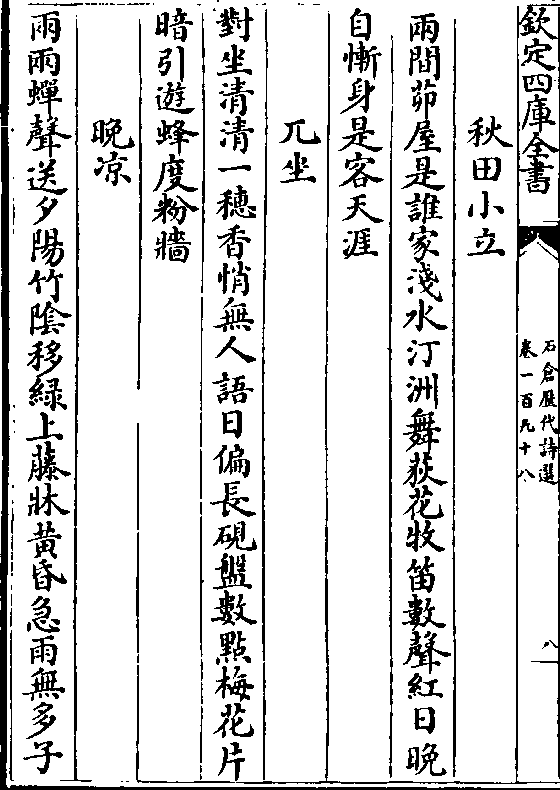 欽定四庫全書
石倉歷代詩選
卷一百九十八
八
秋田小立
兩間茆屋是誰家淺水汀洲舞荻花牧笛數聲紅日晚
自慚身是客天涯
兀坐
對坐清清一穗香悄無人語日偏長硯盤數點梅花片
暗引遊蜂度粉牆
晚凉
雨雨蟬聲送夕陽竹陰移緑上藤牀黄昏急雨無多子